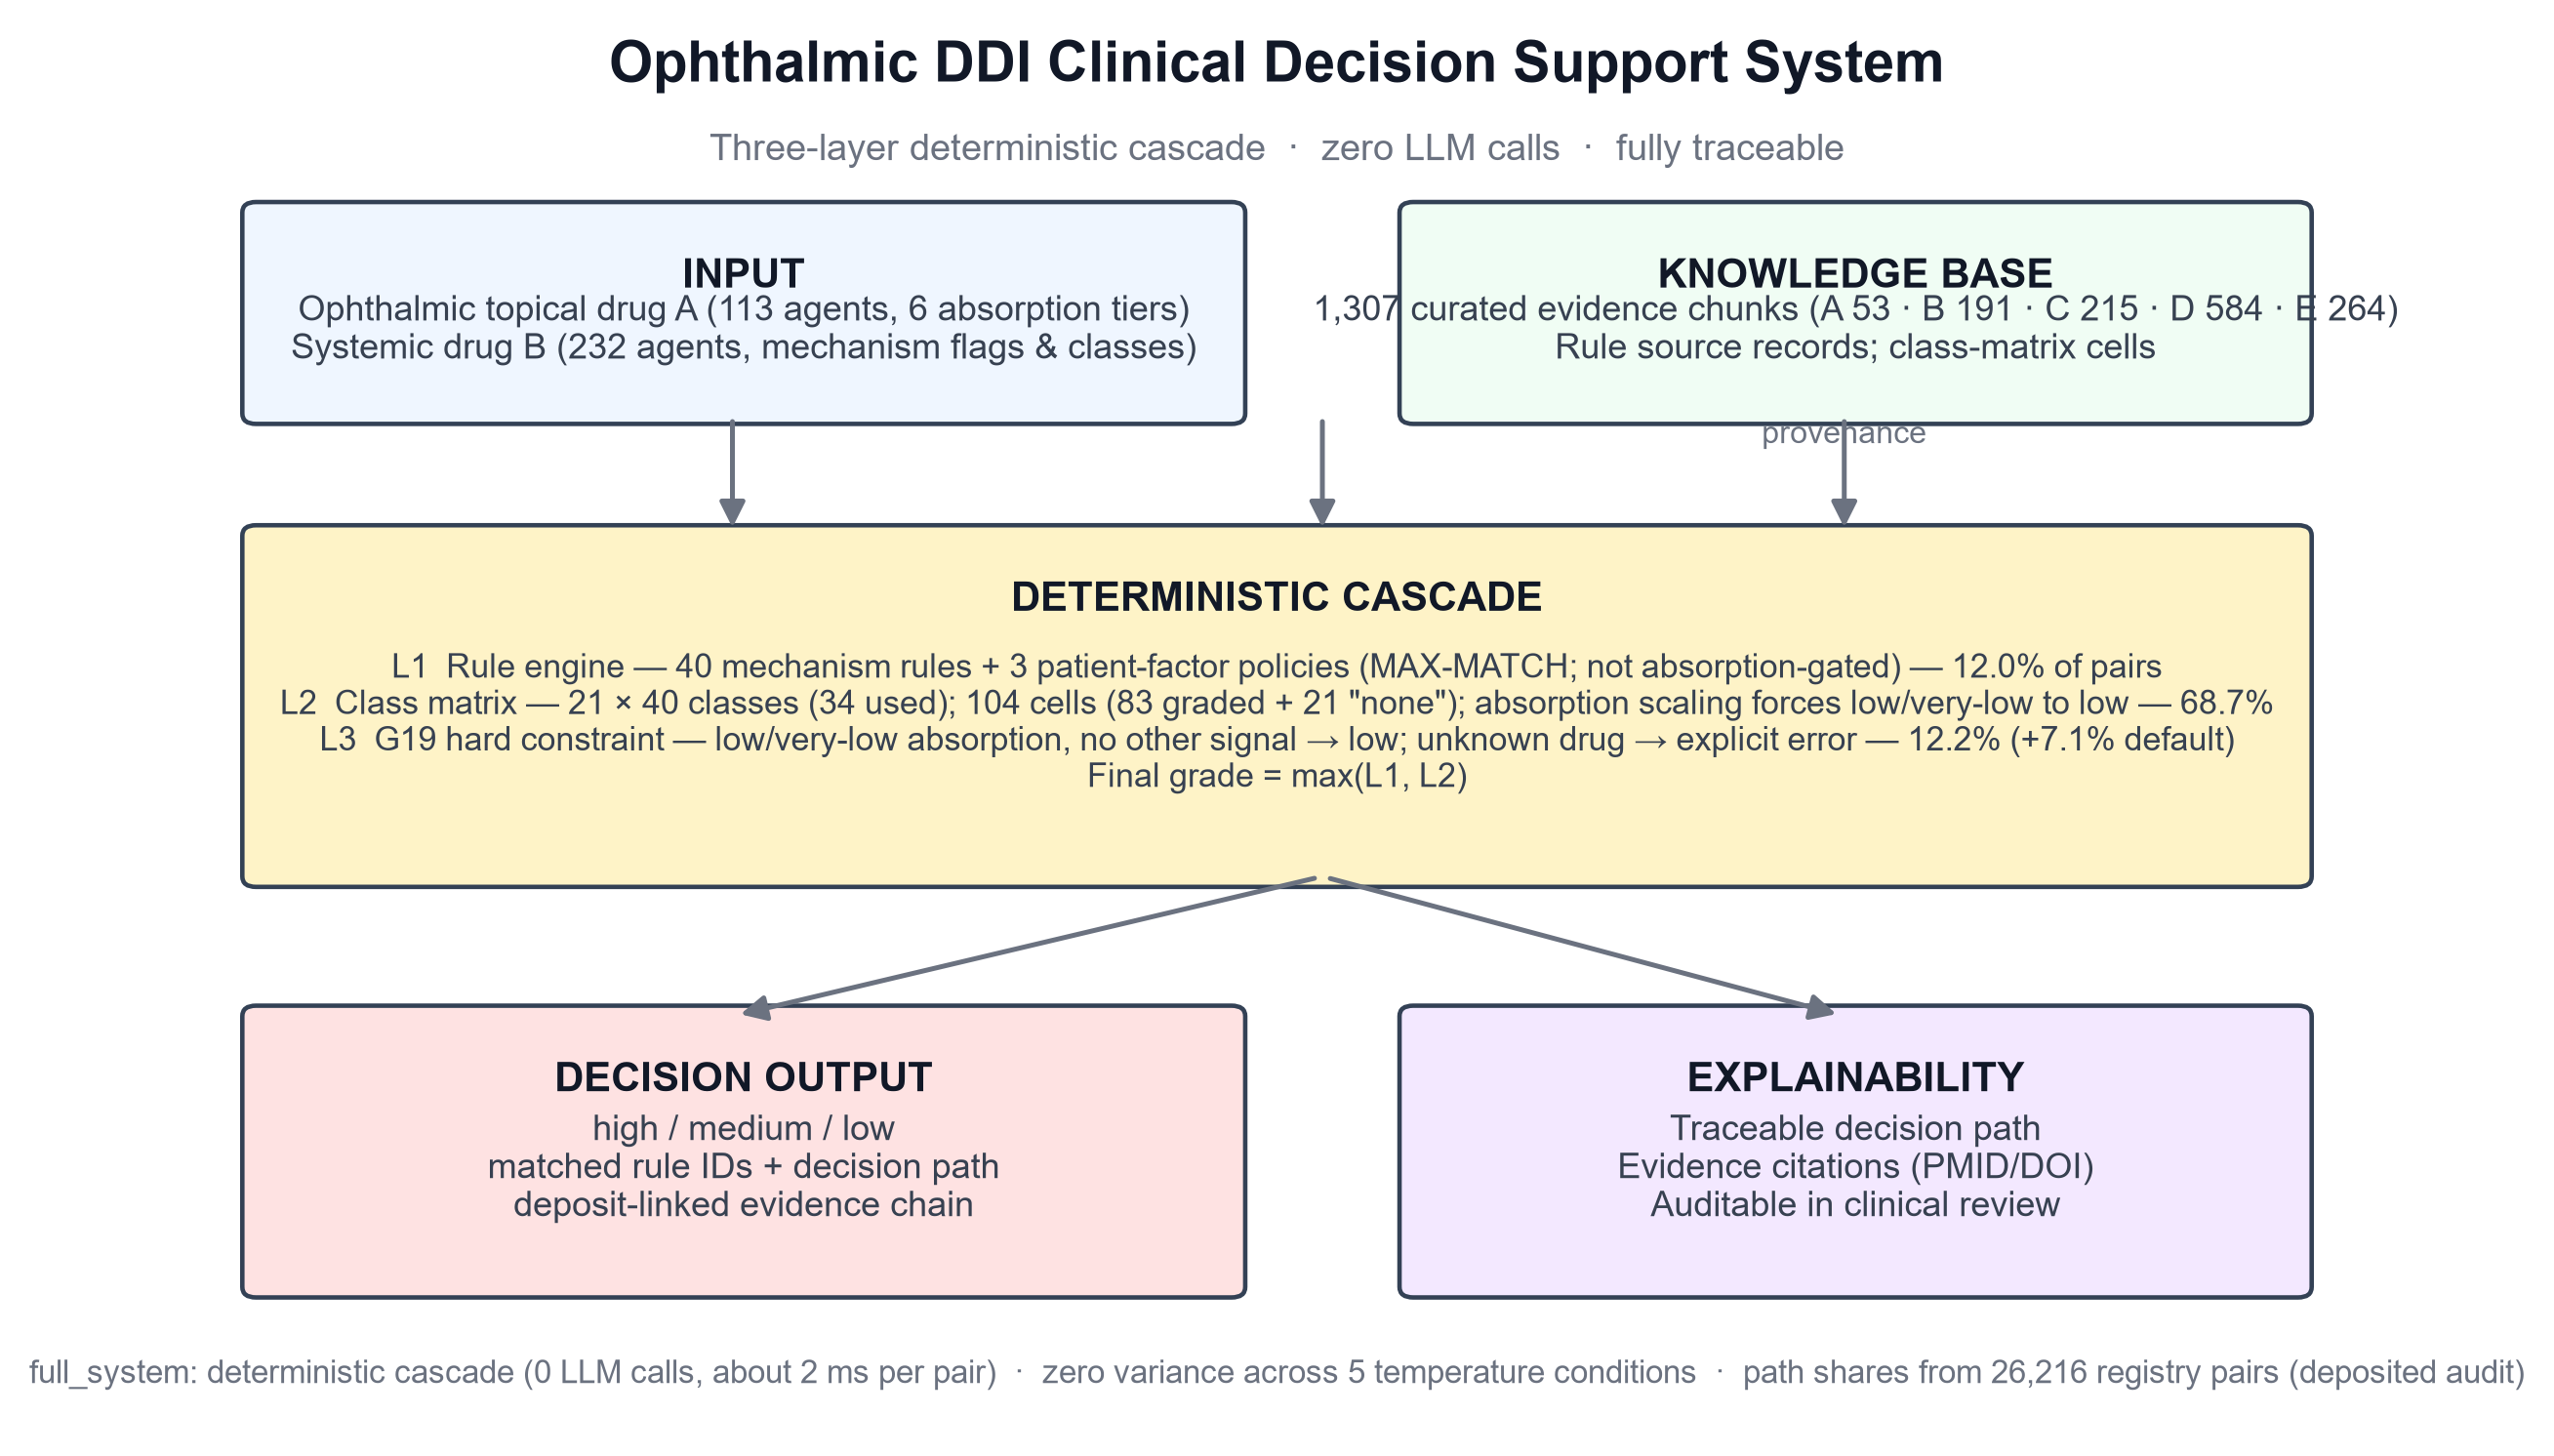 Ophthalmic DDI Clinical Decision Support System
Three-layer deterministic cascade · zero LLM calls · fully traceable
INPUT
Ophthalmic topical drug A (113 agents, 6 absorption tiers)
Systemic drug B (232 agents, mechanism flags & classes)
KNOWLEDGE BASE
1,307 curated evidence chunks (A 53 · B 191 · C 215 · D 584 · E 264)
Rule source records; class-matrix cells
provenance
DETERMINISTIC CASCADE
L1 Rule engine — 40 mechanism rules + 3 patient-factor policies (MAX-MATCH; not absorption-gated) — 12.0% of pairs
L2 Class matrix — 21 × 40 classes (34 used); 104 cells (83 graded + 21 "none"); absorption scaling forces low/very-low to low — 68.7%
L3 G19 hard constraint — low/very-low absorption, no other signal → low; unknown drug → explicit error — 12.2% (+7.1% default)
Final grade = max(L1, L2)
DECISION OUTPUT
high / medium / low
matched rule IDs + decision path
deposit-linked evidence chain
EXPLAINABILITY
Traceable decision path
Evidence citations (PMID/DOI)
Auditable in clinical review
full_system: deterministic cascade (0 LLM calls, about 2 ms per pair) · zero variance across 5 temperature conditions · path shares from 26,216 registry pairs (deposited audit)